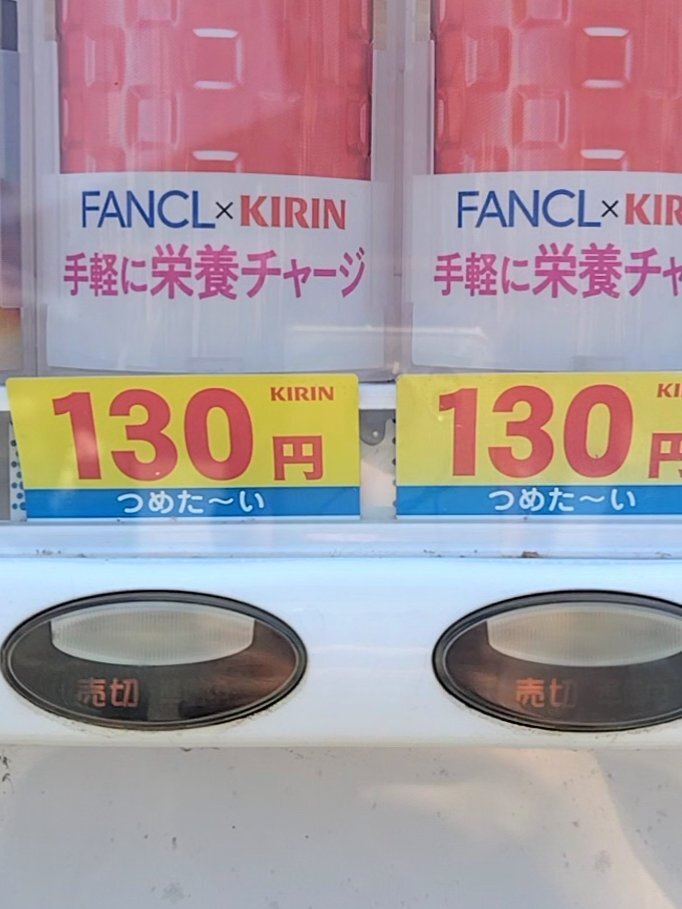 FANCL×KIRIN
手軽に栄養チャージ
FANCL×KIR
手軽に栄養チャ
KIRIN
130円
つめた〜い
KI
130円
つめた〜い
売切
売切